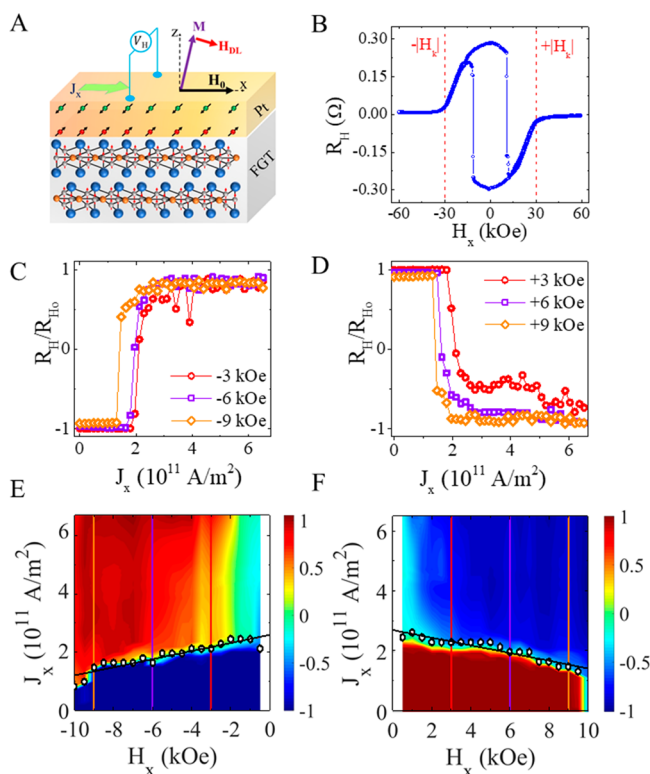 A
V_H
Z
M
H_DL
J_x
H_0
X
Pt
FGT
B
-|H_k|
+|H_k|
0.30
0.15
0.00
-0.15
-0.30
R_H (Ω)
-60 -30 0 30 60
H_x (kOe)
C
1
0
-1
R_H/R_Ho
-3 kOe
-6 kOe
-9 kOe
0 2 4 6
J_x (10^11 A/m^2)
D
1
0
-1
R_H/R_Ho
+3 kOe
+6 kOe
+9 kOe
0 2 4 6
J_x (10^11 A/m^2)
E
6
4
2
0
J_x (10^11 A/m^2)
-10 -8 -6 -4 -2 0
H_x (kOe)
1
0.5
0
-0.5
-1
F
6
4
2
0
J_x (10^11 A/m^2)
0 2 4 6 8 10
H_x (kOe)
1
0.5
0
-0.5
-1